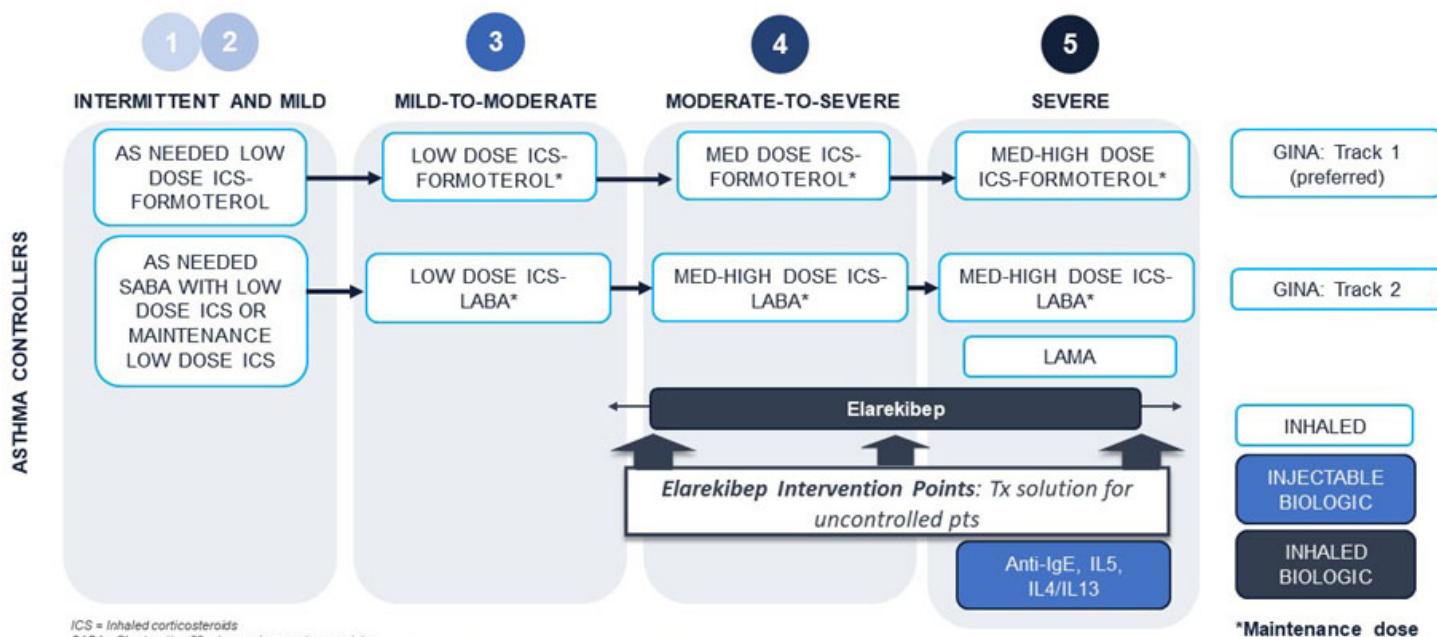 1 2 3 4 5
INTERMITTENT AND MILD
MILD-TO-MODERATE
MODERATE-TO-SEVERE
SEVERE
ASTHMA CONTROLLERS
AS NEEDED LOW
DOSE ICS-
FORMOTEROL
LOW DOSE ICS-
FORMOTEROL*
MED DOSE ICS-
FORMOTEROL*
MED-HIGH DOSE
ICS-FORMOTEROL*
GINA: Track 1
(preferred)
AS NEEDED
SABA WITH LOW
DOSE ICS OR
MAINTENANCE
LOW DOSE ICS
LOW DOSE ICS-
LABA*
MED-HIGH DOSE ICS-
LABA*
MED-HIGH DOSE ICS-
LABA*
GINA: Track 2
LAMA
Elarekibep
Elarekibep Intervention Points: Tx solution for
uncontrolled pts
Anti-IgE, IL5,
IL4/IL13
INHALED
INJECTABLE
BIOLOGIC
INHALED
BIOLOGIC
*Maintenance dose
ICS = Inhaled corticosteroids